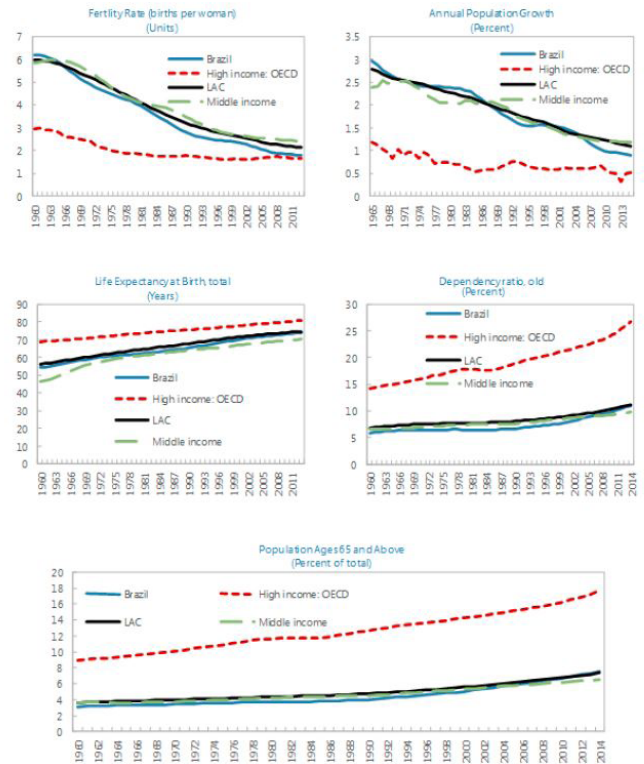 Fertlity Rate (births per woman)
(Units)
7
6
5
4
3
2
1
0
Brazil
High income: OECD
LAC
Middle income
1960 1963 1966 1969 1972 1975 1978 1981 1984 1987 1990 1993 1996 1999 2002 2005 2008 2011
Annual Population Growth
(Percent)
3.5
3
2.5
2
1.5
1
0.5
0
Brazil
High income: OECD
LAC
Middle income
1965 1968 1971 1974 1977 1980 1983 1986 1989 1992 1995 1998 2001 2004 2007 2010 2013
Life Expectancy at Birth, total
(Years)
90
80
70
60
50
40
30
20
10
0
Brazil
High income: OECD
LAC
Middle income
1960 1963 1966 1969 1972 1975 1978 1981 1984 1987 1990 1993 1996 1999 2002 2005 2008 2011
Dependency ratio, old
(Percent)
30
25
20
15
10
5
0
Brazil
High income: OECD
LAC
Middle income
1960 1963 1966 1969 1972 1975 1978 1981 1984 1987 1990 1993 1996 1999 2002 2005 2008 2011 2014
Population Ages 65 and Above
(Percent of total)
20
18
16
14
12
10
8
6
4
2
0
Brazil
High income: OECD
LAC
Middle income
1960 1962 1964 1966 1968 1970 1972 1974 1976 1978 1980 1982 1984 1986 1988 1990 1992 1994 1996 1998 2000 2002 2004 2006 2008 2010 2012 2014